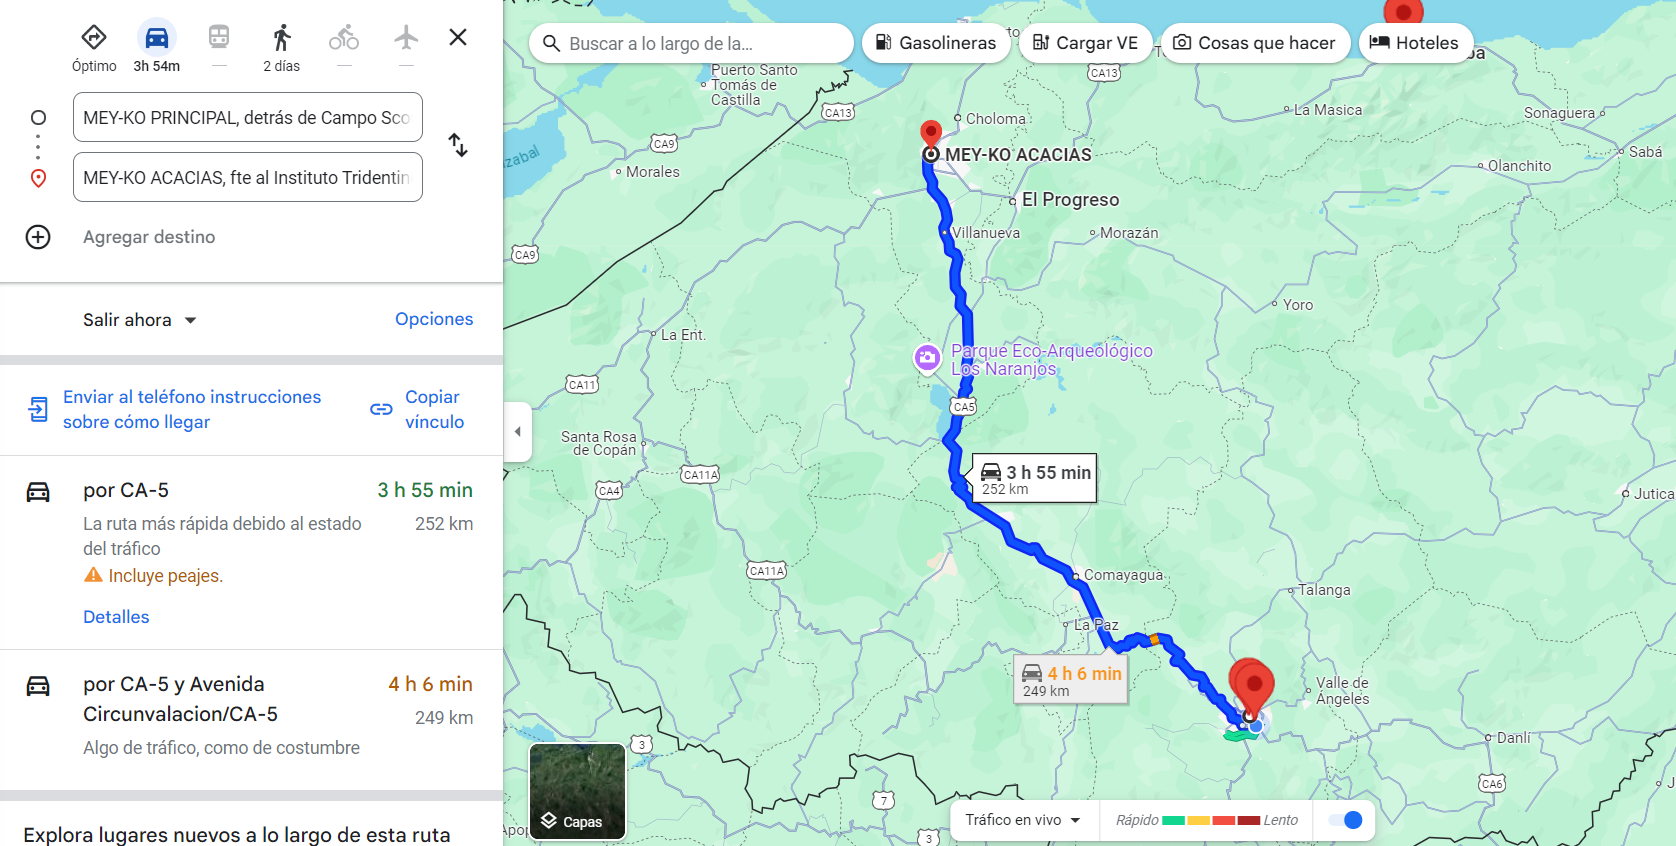 Óptimo
3h 54m
—
2 días
—
—
MEY-KO PRINCIPAL, detrás de Campo Sco
MEY-KO ACACIAS, fte al Instituto Tridentin
Agregar destino
Salir ahora
Opciones
Enviar al teléfono instrucciones
sobre cómo llegar
Copiar
vínculo
por CA-5
3 h 55 min
La ruta más rápida debido al estado
del tráfico
252 km
Incluye peajes.
Detalles
por CA-5 y Avenida
Circunvalacion/CA-5
4 h 6 min
249 km
Algo de tráfico, como de costumbre
Explora lugares nuevos a lo largo de esta ruta
Buscar a lo largo de la...
Gasolineras
Cargar VE
Cosas que hacer
Hoteles
Puerto Santo
Tomás de
Castilla
CA13
CA13
Choloma
La Masica
Sonaguera
CA9
zabal
Morales
MEY-KO ACACIAS
Olanchito
Sabá
El Progreso
Villanueva
Morazán
CA9
Yoro
La Ent.
Parque Eco-Arqueológico
Los Naranjos
CA11
CA5
Santa Rosa
de Copán
CA11A
CA4
3 h 55 min
252 km
Jutica
CA11A
Comayagua
Talanga
La Paz
4 h 6 min
249 km
Valle de
Ángeles
Danlí
3
CA6
7
3
Capas
Tráfico en vivo
Rápido
Lento